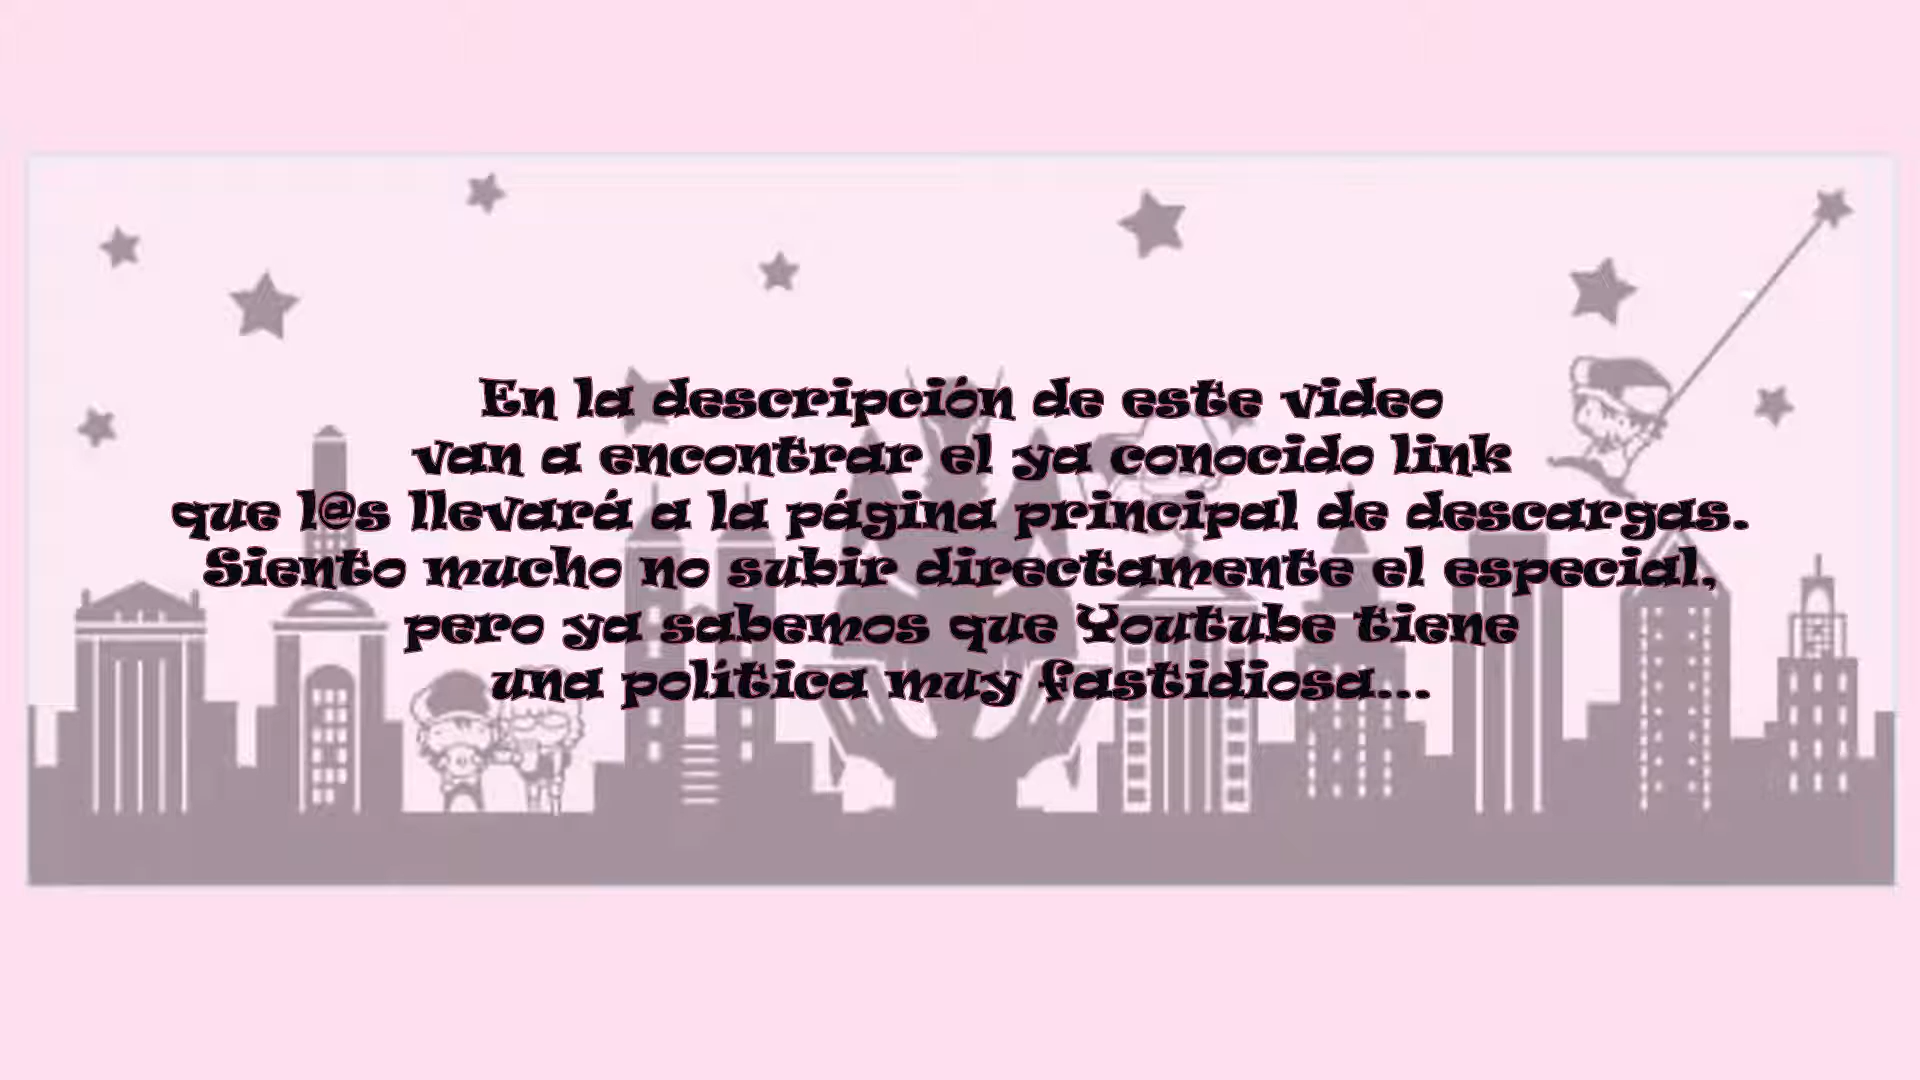 En la descripción de este video
van a encontrar el ya conocido link
que l@s llevará a la página principal de descargas.
Siento mucho no subir directamente el especial,
pero ya sabemos que Youtube tiene
una política muy fastidiosa...